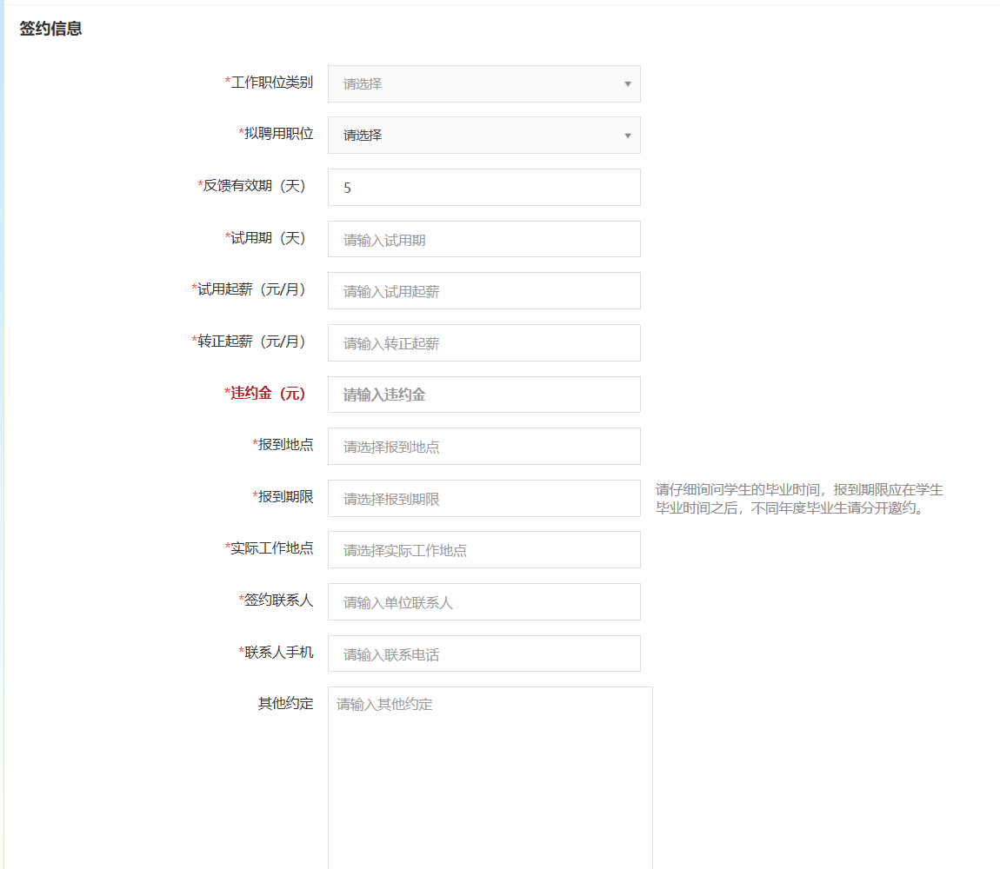 签约信息
*工作职位类别 请选择
*拟聘用职位 请选择
*反馈有效期（天） 5
*试用期（天） 请输入试用期
*试用起薪（元/月） 请输入试用起薪
*转正起薪（元/月） 请输入转正起薪
*违约金（元） 请输入违约金
*报到地点 请选择报到地点
*报到期限 请选择报到期限
请仔细询问学生的毕业时间，报到期限应在学生
毕业时间之后，不同年度毕业生请分开邀约。
*实际工作地点 请选择实际工作地点
*签约联系人 请输入单位联系人
*联系人手机 请输入联系电话
其他约定 请输入其他约定